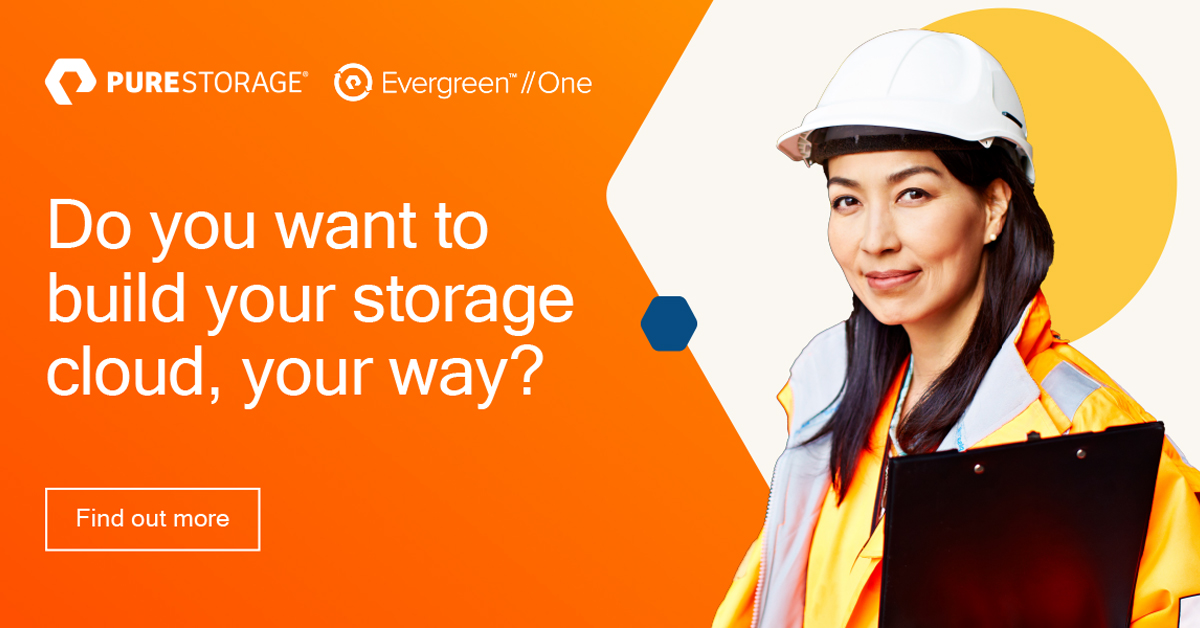 PURESTORAGE® Evergreen™//One
Do you want to
build your storage
cloud, your way?
Find out more